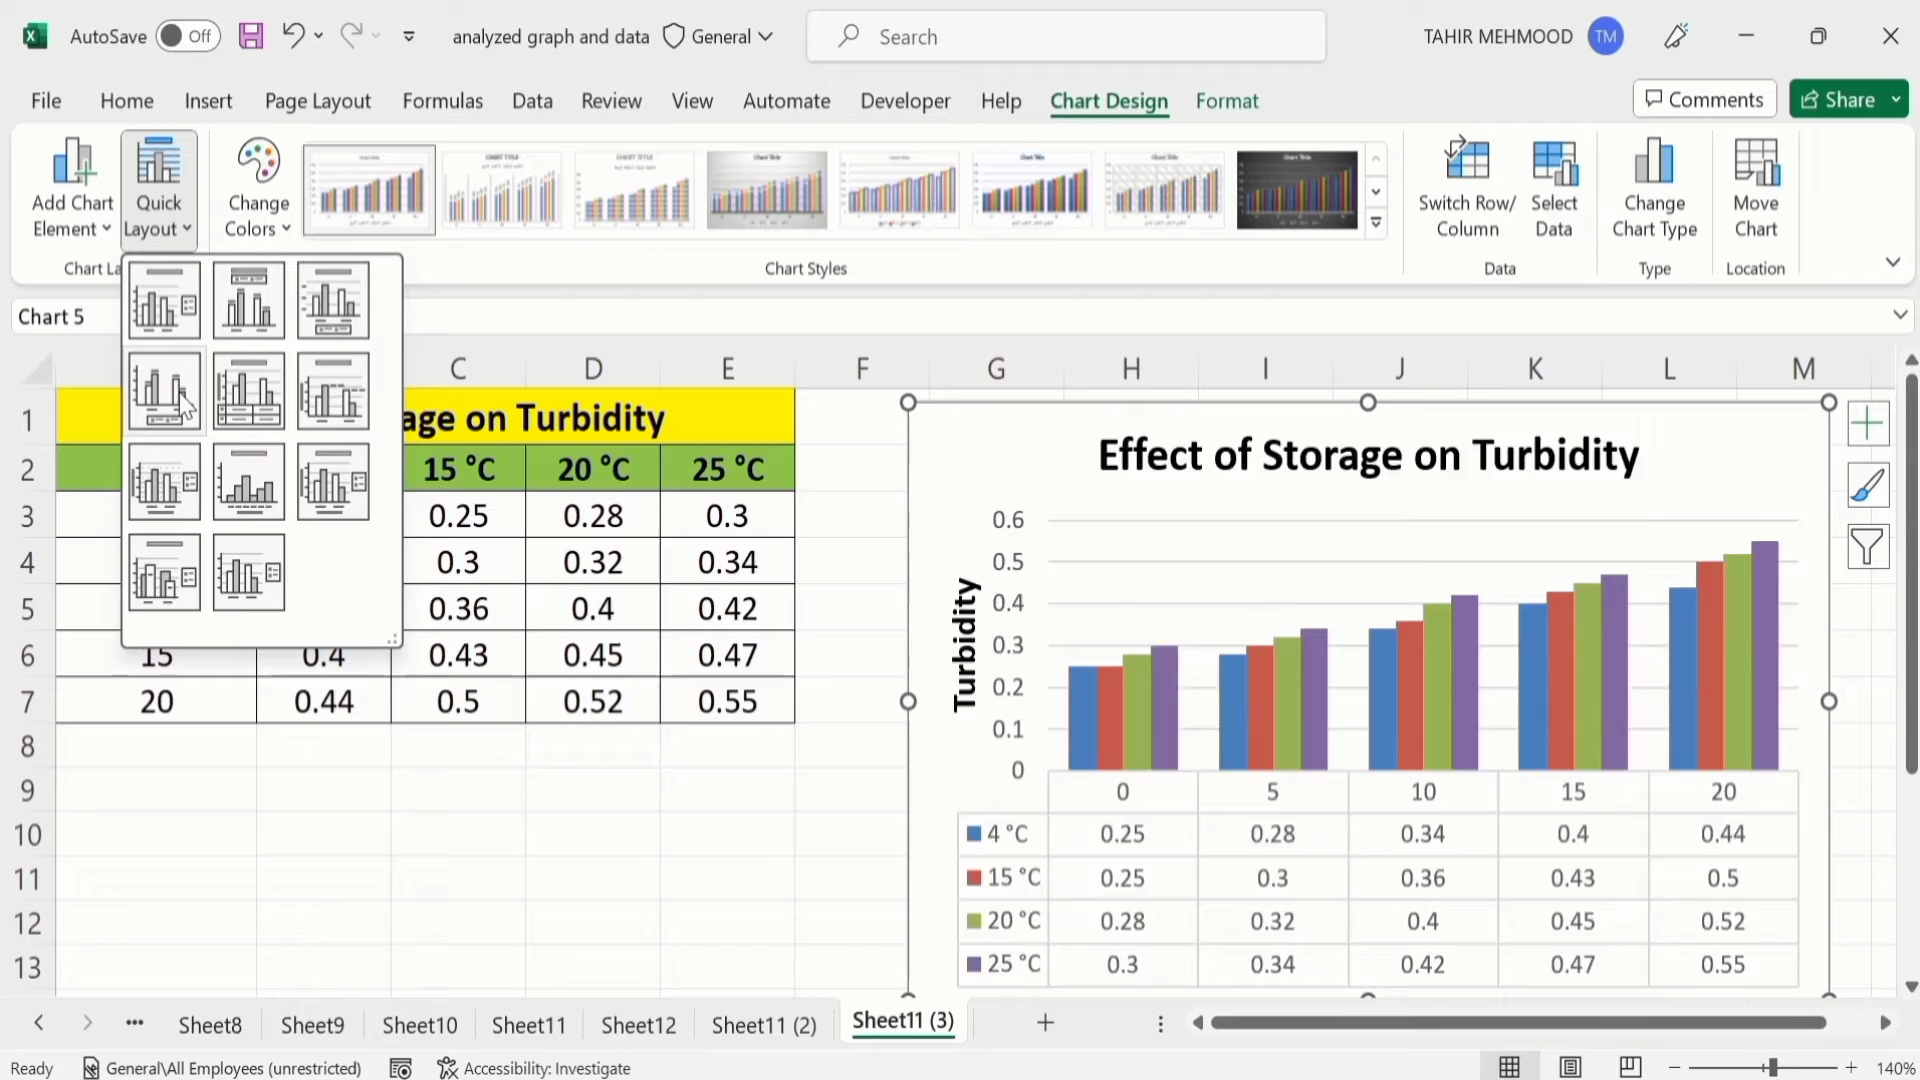 AutoSave Off analyzed graph and data General Search TAHIR MEHMOOD TM
File Home Insert Page Layout Formulas Data Review View Automate Developer Help Chart Design Format Comments Share
Add Chart Element
Quick Layout
Change Colors
Switch Row/ Column
Select Data
Change Chart Type
Move Chart
Chart La
Chart Styles
Data
Type
Location
Chart 5
C D E F G H I J K L M
1 age on Turbidity
2 15 °C 20 °C 25 °C
3 0.25 0.28 0.3
4 0.3 0.32 0.34
5 0.36 0.4 0.42
6 15 0.4 0.43 0.45 0.47
7 20 0.44 0.5 0.52 0.55
8
9
10
11
12
13
Effect of Storage on Turbidity
Turbidity
0.6
0.5
0.4
0.3
0.2
0.1
0
0 5 10 15 20
4 °C 0.25 0.28 0.34 0.4 0.44
15 °C 0.25 0.3 0.36 0.43 0.5
20 °C 0.28 0.32 0.4 0.45 0.52
25 °C 0.3 0.34 0.42 0.47 0.55
Sheet8 Sheet9 Sheet10 Sheet11 Sheet12 Sheet11 (2) Sheet11 (3)
Ready General\All Employees (unrestricted) Accessibility: Investigate 140%